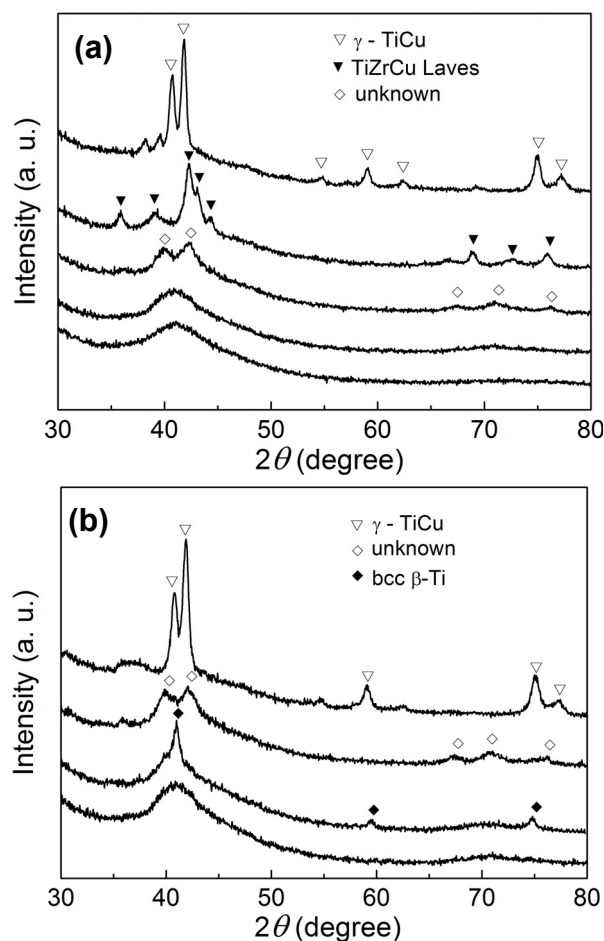 (a)
▽ γ - TiCu
▼ TiZrCu Laves
◇ unknown
Intensity (a. u.)
30 40 50 60 70 80
2θ (degree)
(b)
▽ γ - TiCu
◇ unknown
◆ bcc β-Ti
Intensity (a. u.)
30 40 50 60 70 80
2θ (degree)